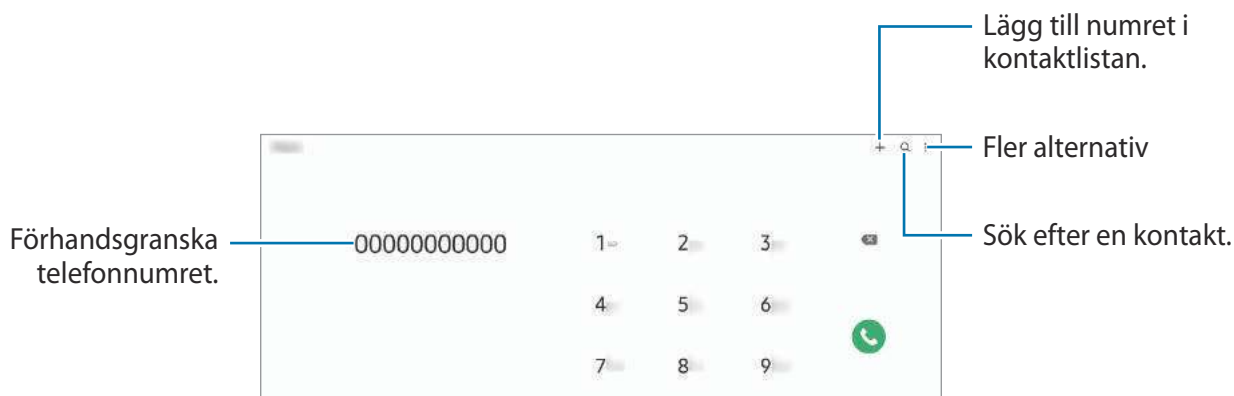 Lägg till numret i
kontaktlistan.
Fler alternativ
Sök efter en kontakt.
Förhandsgranska
telefonnumret.
00000000000
1 2 3
4 5 6
7 8 9